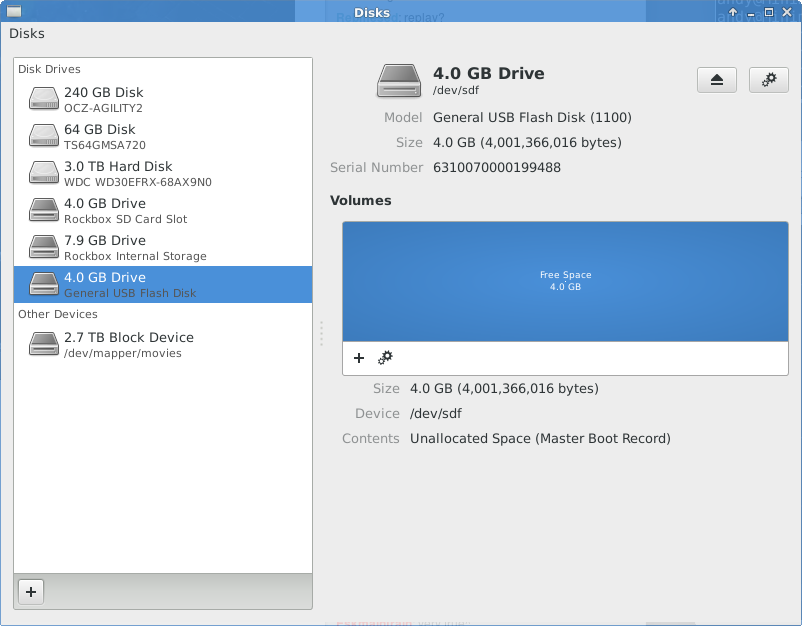 Disks
Disks
Disk Drives
240 GB Disk
OCZ-AGILITY2
64 GB Disk
TS64GMSA720
3.0 TB Hard Disk
WDC WD30EFRX-68AX9N0
4.0 GB Drive
Rockbox SD Card Slot
7.9 GB Drive
Rockbox Internal Storage
4.0 GB Drive
General USB Flash Disk
Other Devices
2.7 TB Block Device
/dev/mapper/movies
4.0 GB Drive
/dev/sdf
Model General USB Flash Disk (1100)
Size 4.0 GB (4,001,366,016 bytes)
Serial Number 6310070000199488
Volumes
Free Space
4.0 GB
Size 4.0 GB (4,001,366,016 bytes)
Device /dev/sdf
Contents Unallocated Space (Master Boot Record)